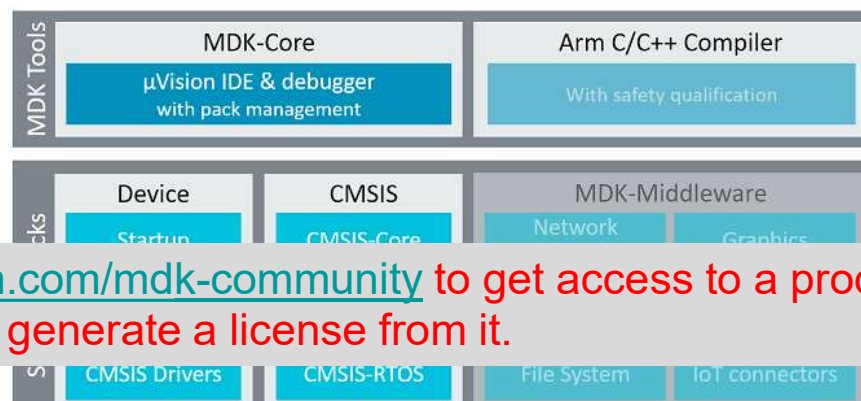 MDK Tools
MDK-Core
Arm C/C++ Compiler
µVision IDE & debugger
with pack management
With safety qualification
Device
CMSIS
MDK-Middleware
Startup
CMSIS-Core
Network
Graphics
.com/mdk-community to get access to a
generate a license from it.
CMSIS Drivers
CMSIS-RTOS
File System
IoT connectors